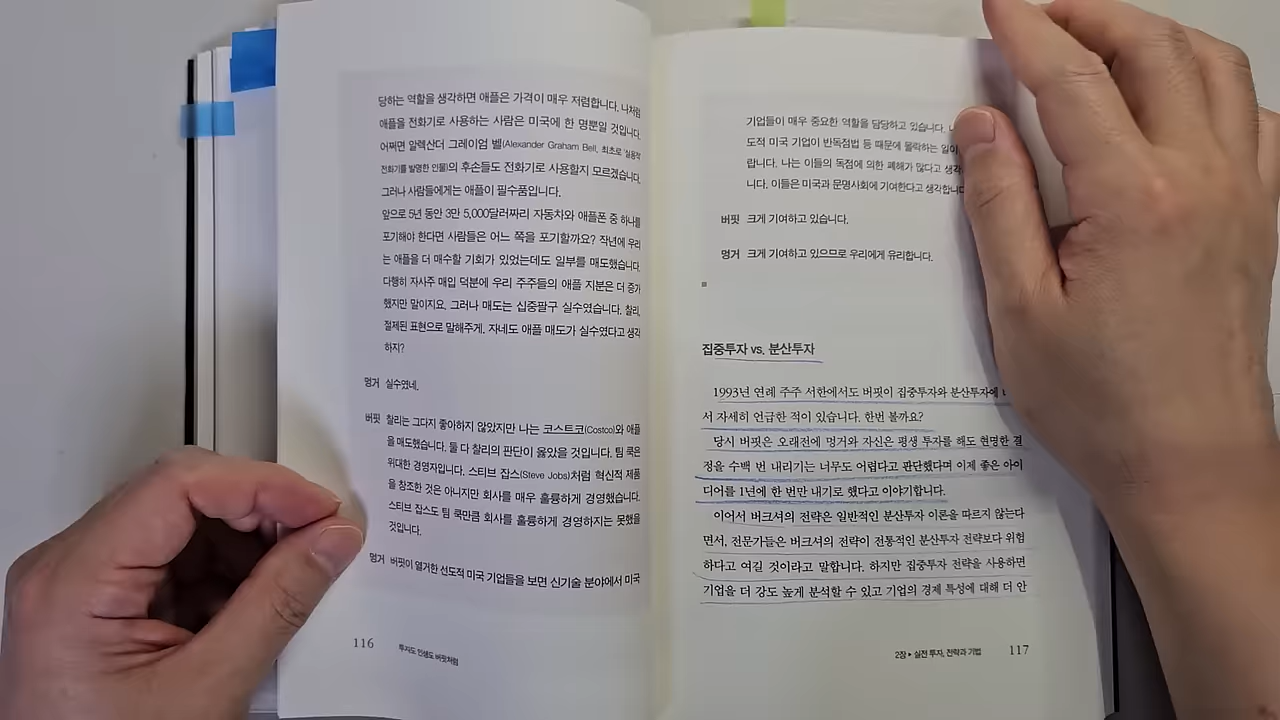 당하는 역할을 생각하면 애플은 가격이 매우 저렴합니다. 나처럼
애플을 전화기로 사용하는 사람은 미국에 한 명뿐일 것입니다.
어쩌면 알렉산더 그레이엄 벨(Alexander Graham Bell, 최초로 '실용적'
전화기를 발명한 인물)의 후손들도 전화기로 사용할지 모르겠습니다.
그러나 사람들에게는 애플이 필수품입니다.
앞으로 5년 동안 3만 5,000달러짜리 자동차와 애플폰 중 하나를
포기해야 한다면 사람들은 어느 쪽을 포기할까요? 작년에 우리
는 애플을 더 매수할 기회가 있었는데도 일부를 매도했습니다.
다행히 자사주 매입 덕분에 우리 주주들의 애플 지분은 더 증가
했지만 말이지요. 그러나 매도는 십중팔구 실수였습니다. 찰리,
절제된 표현으로 말해주게. 자네도 애플 매도가 실수였다고 생각
하지?
멍거 실수였네.
버핏 찰리는 그다지 좋아하지 않았지만 나는 코스트코(Costco)와 애플
을 매도했습니다. 둘 다 찰리의 판단이 옳았을 것입니다. 팀 쿡은
위대한 경영자입니다. 스티브 잡스(Steve Jobs)처럼 혁신적 제품
을 창조한 것은 아니지만 회사를 매우 훌륭하게 경영했습니다.
스티브 잡스도 팀 쿡만큼 회사를 훌륭하게 경영하지는 못했을
것입니다.
멍거 버핏이 열거한 선도적 미국 기업들을 보면 신기술 분야에서 미국
116 투자도 인생도 버핏처럼
기업들이 매우 중요한 역할을 담당하고 있습니다.
도적 미국 기업이 반독점법 등 때문에 몰락하는 일이
랍니다. 나는 이들의 독점에 의한 폐해가 많다고 생각
니다. 이들은 미국과 문명사회에 기여한다고 생각합니다
버핏 크게 기여하고 있습니다.
멍거 크게 기여하고 있으므로 우리에게 유리합니다.
집중투자 vs. 분산투자
1993년 연례 주주 서한에서도 버핏이 집중투자와 분산투자에
서 자세히 언급한 적이 있습니다. 한번 볼까요?
당시 버핏은 오래전에 멍거와 자신은 평생 투자를 해도 현명한 결
정을 수백 번 내리기는 너무도 어렵다고 판단했다며 이제 좋은 아이
디어를 1년에 한 번만 내기로 했다고 이야기합니다.
이어서 버크셔의 전략은 일반적인 분산투자 이론을 따르지 않는다
면서, 전문가들은 버크셔의 전략이 전통적인 분산투자 전략보다 위험
하다고 여길 것이라고 말합니다. 하지만 집중투자 전략을 사용하면
기업을 더 강도 높게 분석할 수 있고 기업의 경제 특성에 대해 더 안
2장 ▸ 실전 투자, 전략과 기법 117